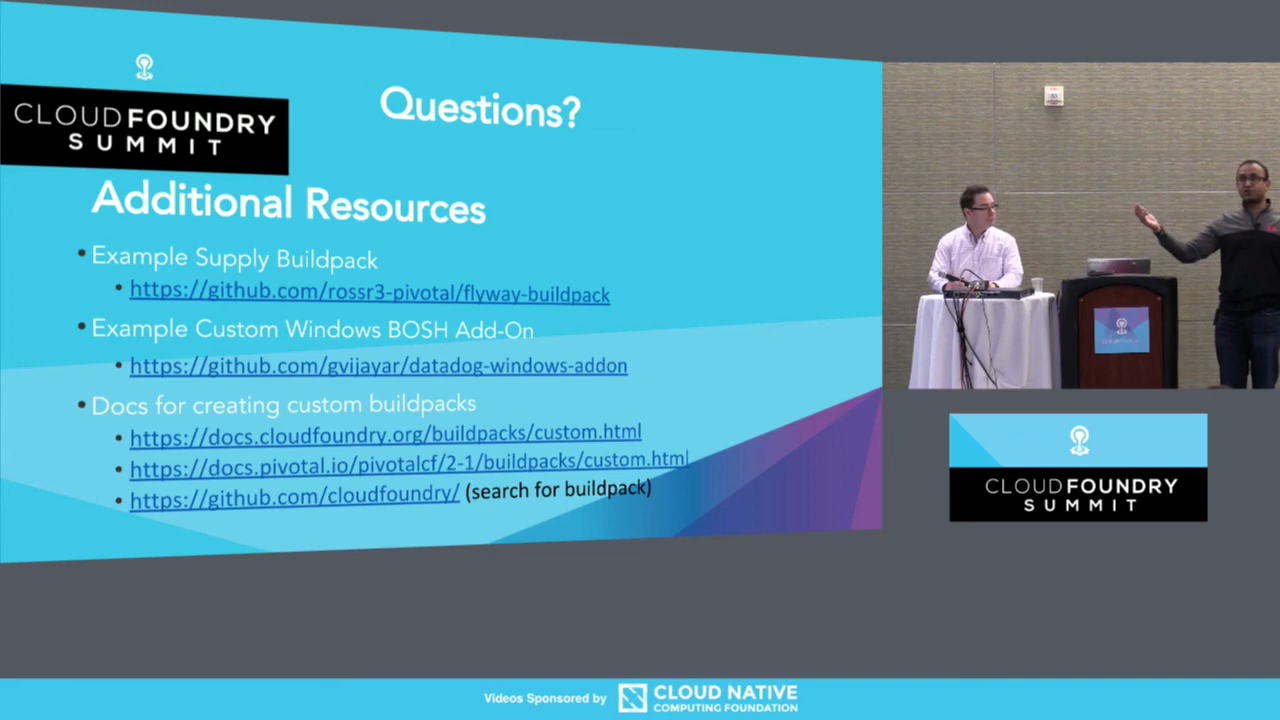 CLOUD FOUNDRY
SUMMIT
Questions?
Additional Resources
• Example Supply Buildpack
• https://github.com/rossr3-pivotal/flyway-buildpack
• Example Custom Windows BOSH Add-On
• https://github.com/gvijayar/datadog-windows-addon
• Docs for creating custom buildpacks
• https://docs.cloudfoundry.org/buildpacks/custom.html
• https://docs.pivotal.io/pivotalcf/2-1/buildpacks/custom.html
• https://github.com/cloudfoundry/ (search for buildpack)
CLOUD FOUNDRY
SUMMIT
Videos Sponsored by
CLOUD NATIVE
COMPUTING FOUNDATION